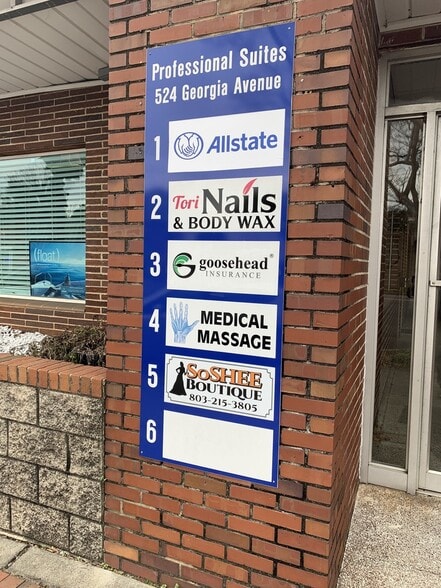 Professional Suites
524 Georgia Avenue
1 Allstate
2 Tori Nails
& BODY WAX
3 goosehead®
INSURANCE
4 MEDICAL
MASSAGE
5 SoSHEE
BOUTIQUE
803-215-3805
6
(float)